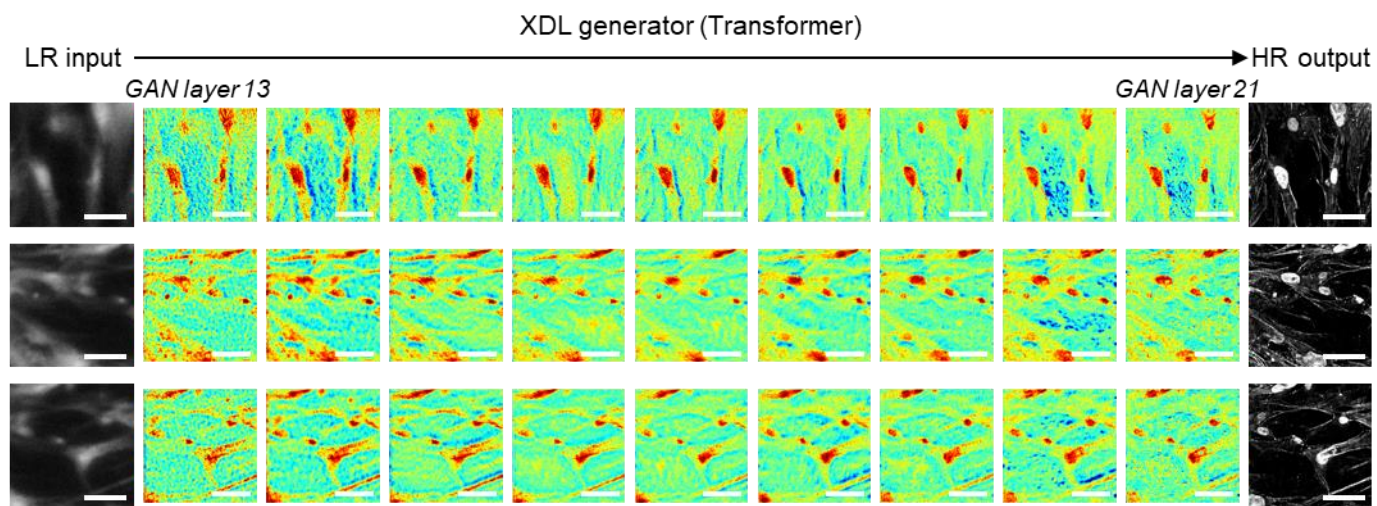 XDL generator (Transformer)
LR input
HR output
GAN layer 13
GAN layer 21